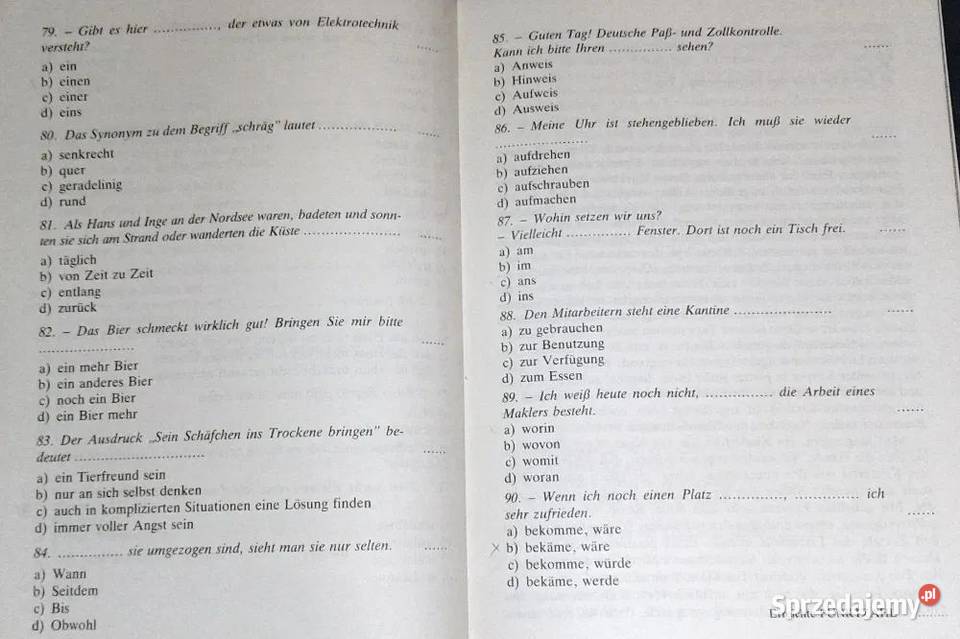 79. – Gibt es hier ..............., der etwas von Elektrotechnik
versteht? ......
a) ein
b) einen
c) einer
d) eins
80. Das Synonym zu dem Begriff „schräg" lautet .................. ......
a) senkrecht
b) quer
c) geradelinig
d) rund
81. Als Hans und Inge an der Nordsee waren, badeten und sonn-
ten sie sich am Strand oder wanderten die Küste ...................... ......
a) täglich
b) von Zeit zu Zeit
c) entlang
d) zurück
82. – Das Bier schmeckt wirklich gut! Bringen Sie mir bitte
..................... ......
a) ein mehr Bier
b) ein anderes Bier
c) noch ein Bier
d) ein Bier mehr
83. Der Ausdruck „Sein Schäfchen ins Trockene bringen" be-
deutet ............................. ......
a) ein Tierfreund sein
b) nur an sich selbst denken
c) auch in komplizierten Situationen eine Lösung finden
d) immer voller Angst sein
84. ............... sie umgezogen sind, sieht man sie nur selten. ......
a) Wann
b) Seitdem
c) Bis
d) Obwohl
85. – Guten Tag! Deutsche Paß- und Zollkontrolle.
Kann ich bitte Ihren ............... sehen? ......
a) Anweis
b) Hinweis
c) Aufweis
d) Ausweis
86. – Meine Uhr ist stehengeblieben. Ich muß sie wieder
..................... ......
a) aufdrehen
b) aufziehen
c) aufschrauben
d) aufmachen
87. – Wohin setzen wir uns?
– Vielleicht ............... Fenster. Dort ist noch ein Tisch frei. ......
a) am
b) im
c) ans
d) ins
88. Den Mitarbeitern steht eine Kantine ...................... ......
a) zu gebrauchen
b) zur Benutzung
c) zur Verfügung
d) zum Essen
89. – Ich weiß heute noch nicht, ............... die Arbeit eines
Maklers besteht. ......
a) worin
b) wovon
c) womit
d) woran
90. – Wenn ich noch einen Platz ..............., ............... ich
sehr zufrieden. ......
a) bekomme, wäre
x b) bekäme, wäre
c) bekomme, würde
d) bekäme, werde
Sprzedajemy.pl